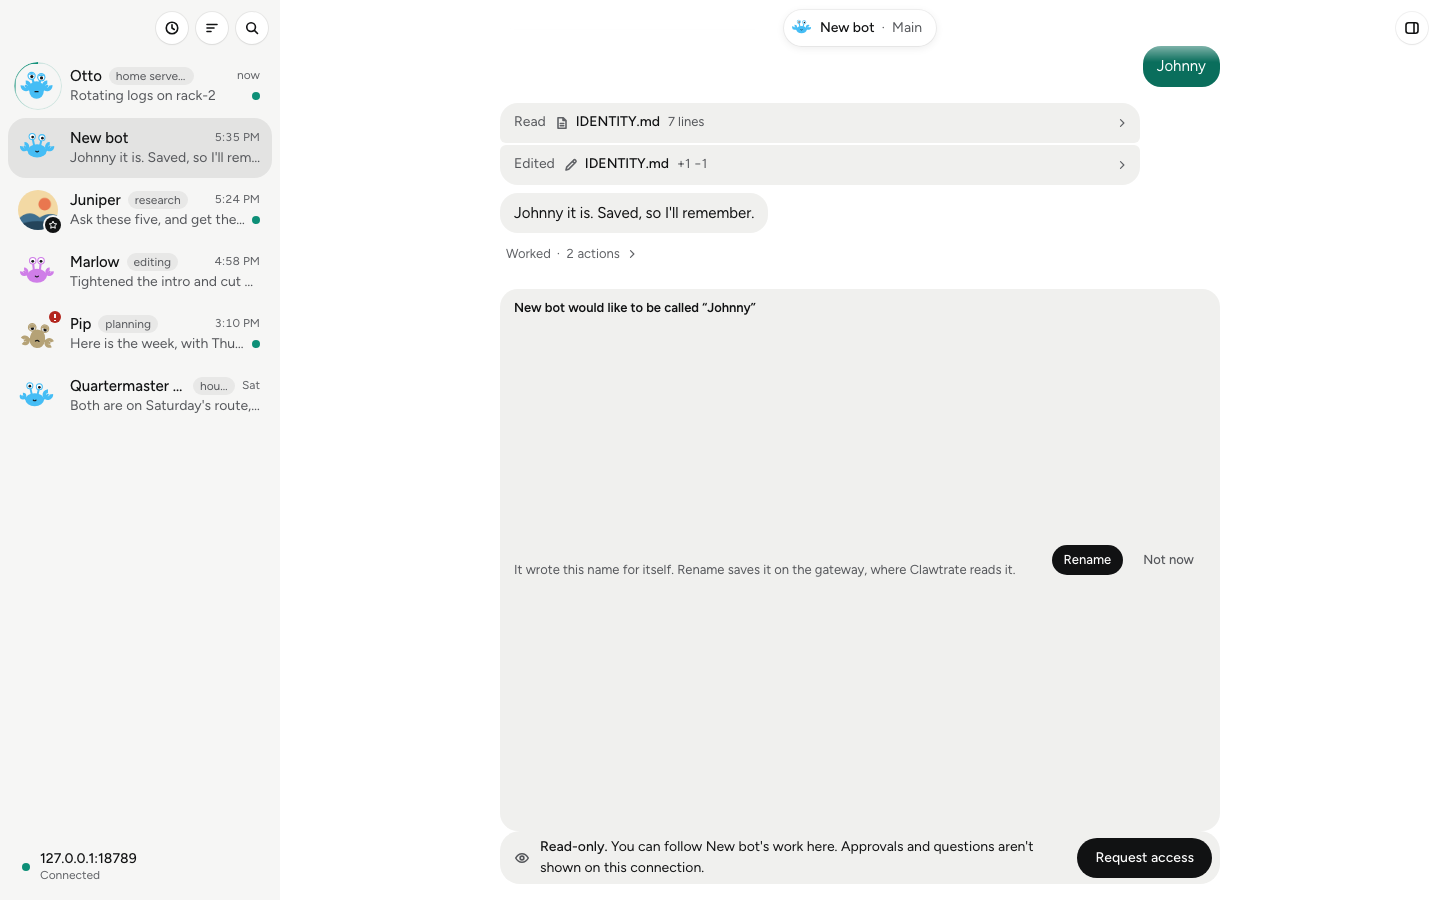 Otto home serve... now
Rotating logs on rack-2
New bot 5:35 PM
Johnny it is. Saved, so I'll rem...
Juniper research 5:24 PM
Ask these five, and get the...
Marlow editing 4:58 PM
Tightened the intro and cut ...
Pip planning 3:10 PM
Here is the week, with Thu...
Quartermaster ... hou... Sat
Both are on Saturday's route,...
127.0.0.1:18789
Connected
New bot · Main
Johnny
Read IDENTITY.md 7 lines
Edited IDENTITY.md +1 −1
Johnny it is. Saved, so I'll remember.
Worked · 2 actions
New bot would like to be called “Johnny”
It wrote this name for itself. Rename saves it on the gateway, where Clawtrate reads it.
Rename Not now
Read-only. You can follow New bot's work here. Approvals and questions aren't
shown on this connection.
Request access